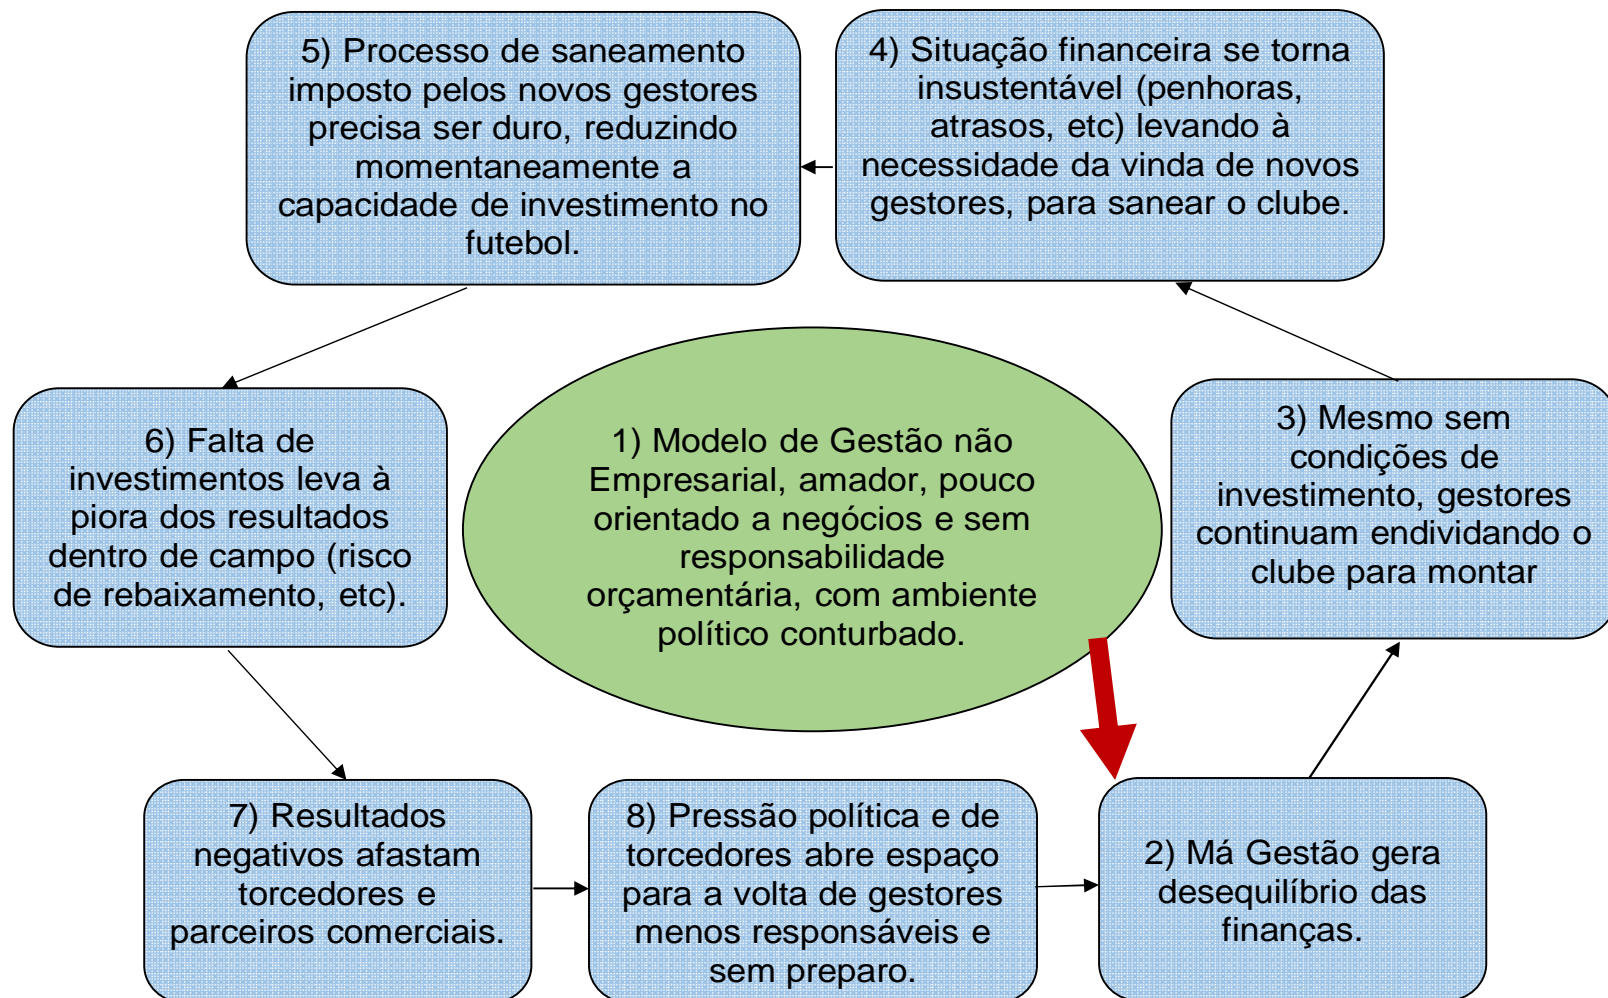 5) Processo de saneamento
imposto pelos novos gestores
precisa ser duro, reduzindo
momentaneamente a
capacidade de investimento no
futebol.
4) Situação financeira se torna
insustentável (penhoras,
atrasos, etc) levando à
necessidade da vinda de novos
gestores, para sanear o clube.
6) Falta de
investimentos leva à
piora dos resultados
dentro de campo (risco
de rebaixamento, etc).
1) Modelo de Gestão não
Empresarial, amador, pouco
orientado a negócios e sem
responsabilidade
orçamentária, com ambiente
político conturbado.
3) Mesmo sem
condições de
investimento, gestores
continuam endividando o
clube para montar
7) Resultados
negativos afastam
torcedores e
parceiros comerciais.
8) Pressão política e de
torcedores abre espaço
para a volta de gestores
menos responsáveis e
sem preparo.
2) Má Gestão gera
desequilíbrio das
finanças.